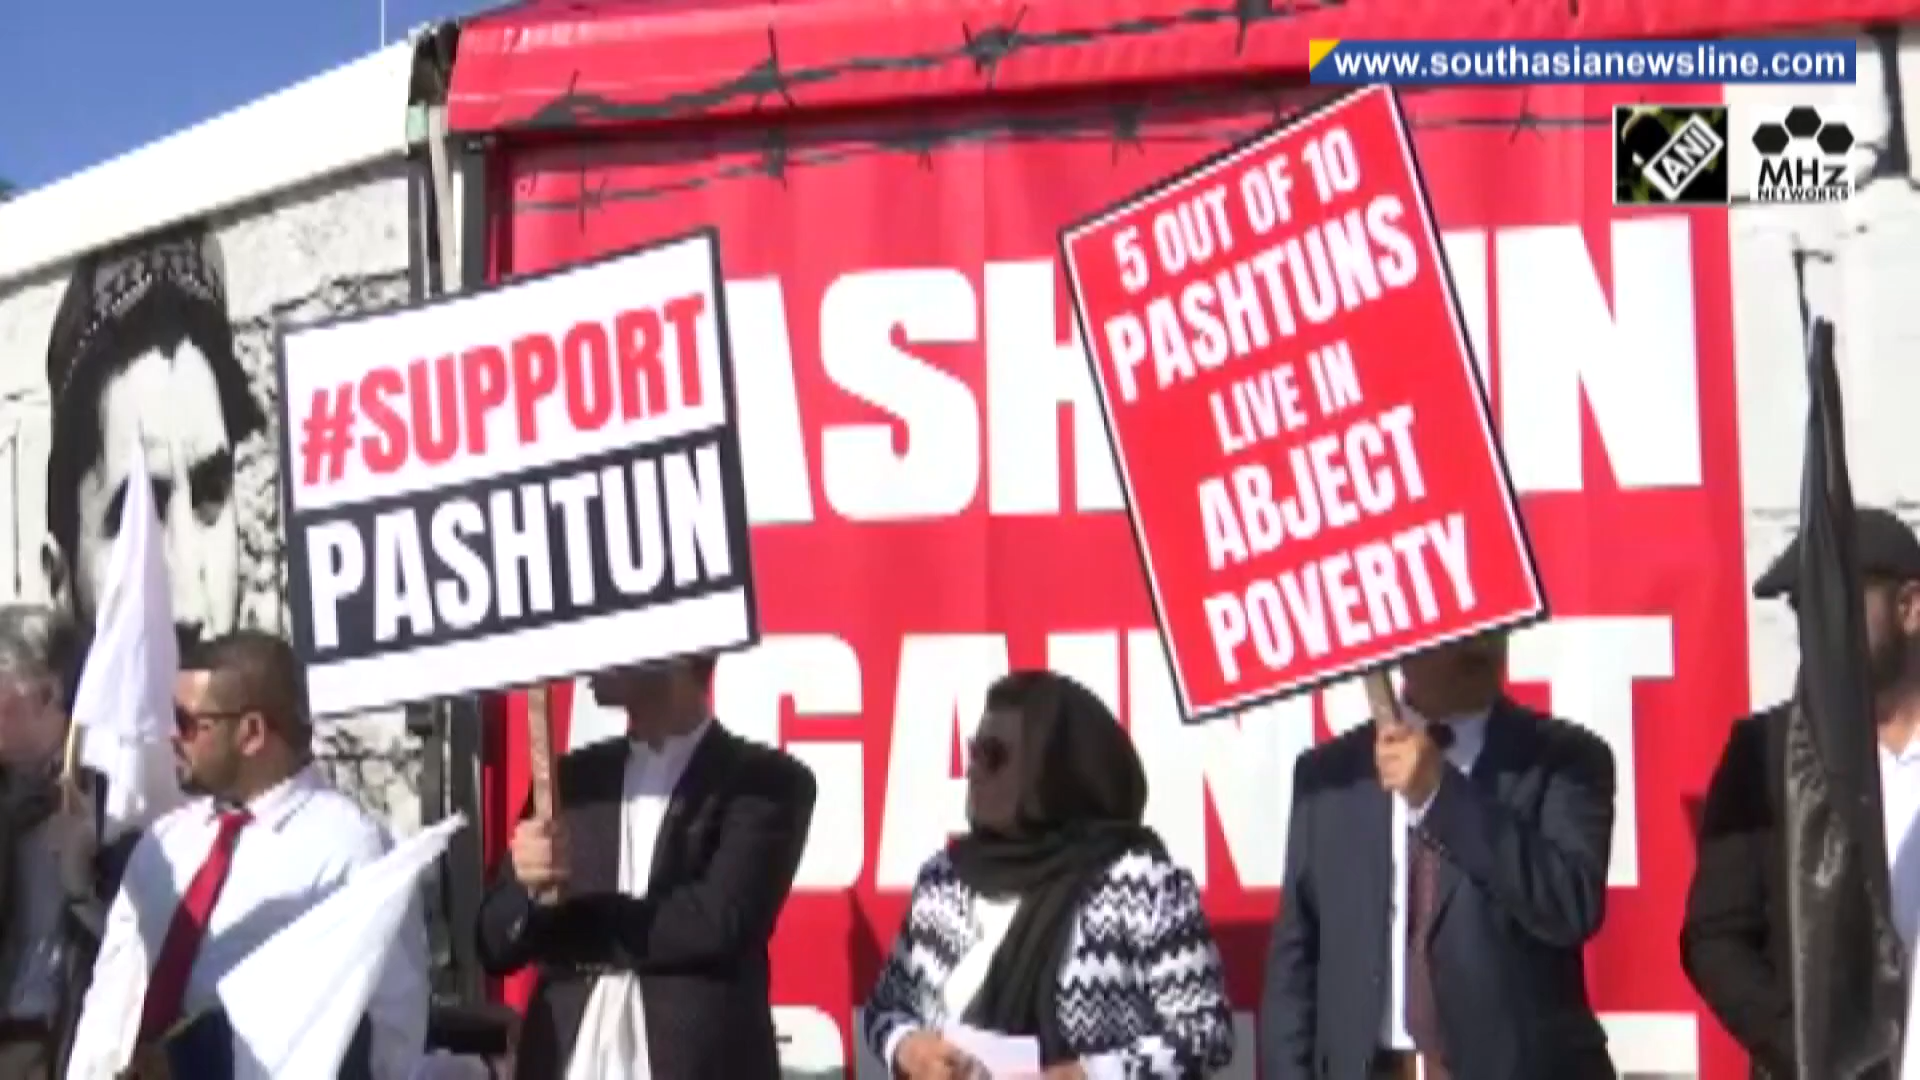 www.southasianewsline.com
ANI
MHz
NETWORKS
#SUPPORT
PASHTUN
5 OUT OF 10
PASHTUNS
LIVE IN
ABJECT
POVERTY